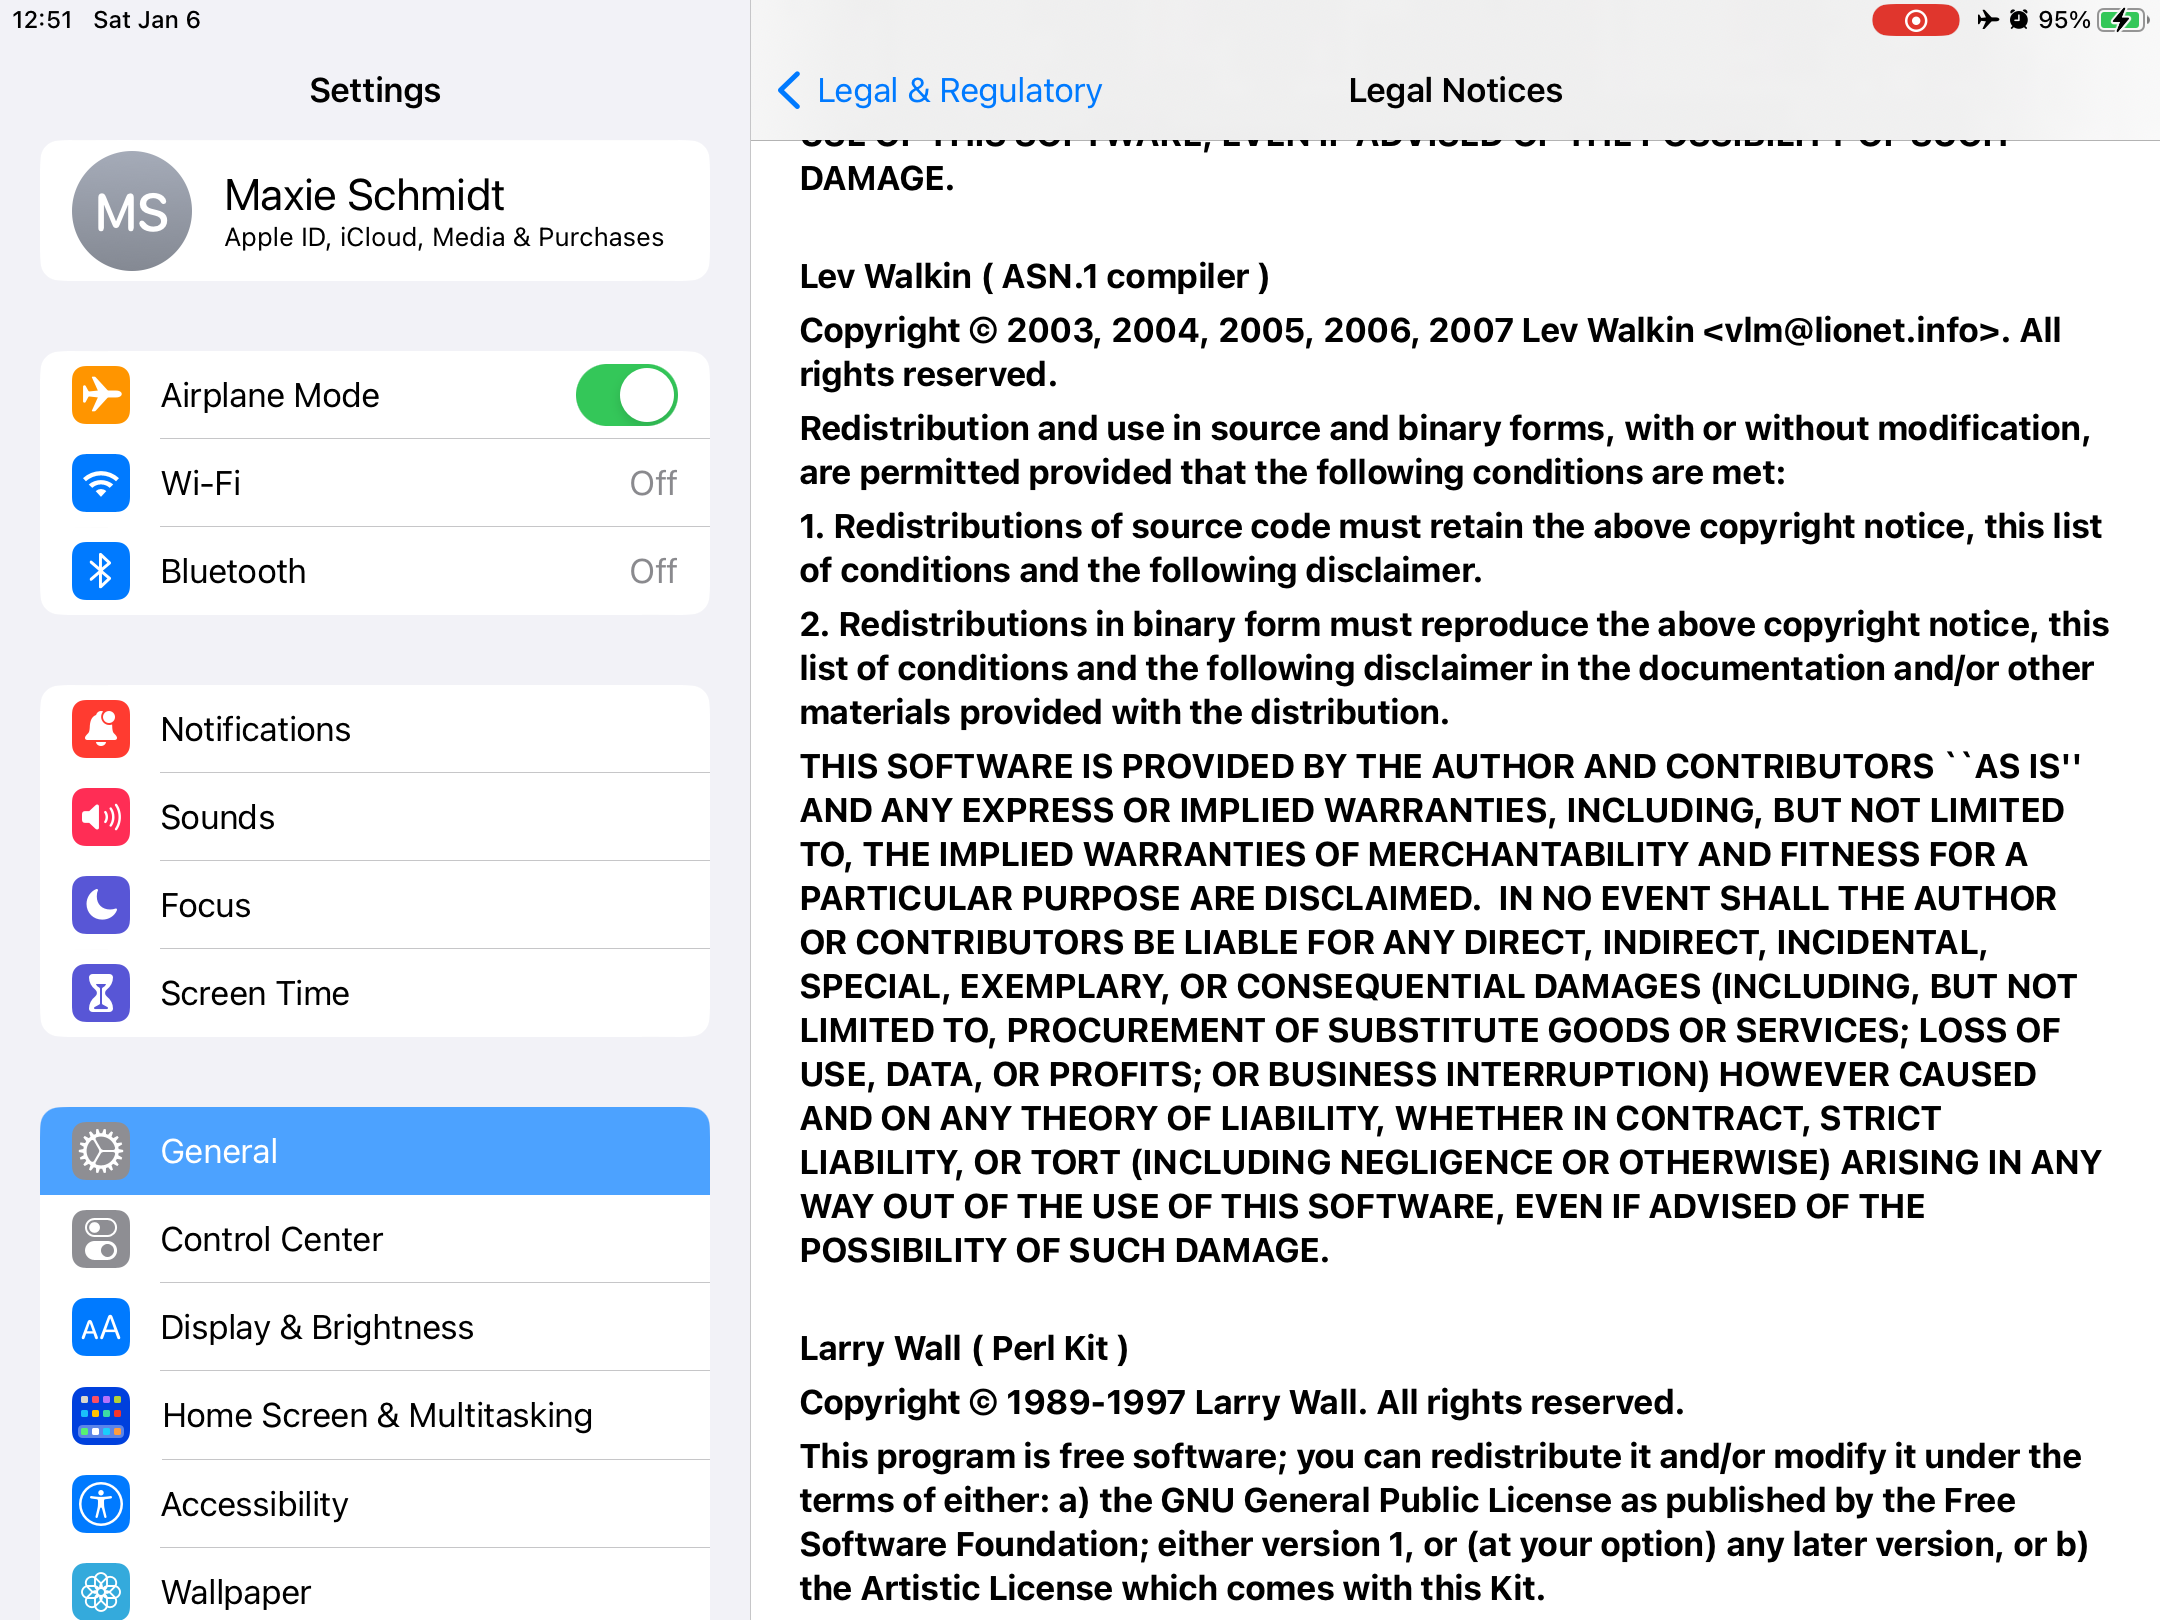 12:51 Sat Jan 6
95%
Settings
MS
Maxie Schmidt
Apple ID, iCloud, Media & Purchases
Airplane Mode
Wi-Fi Off
Bluetooth Off
Notifications
Sounds
Focus
Screen Time
General
Control Center
AA Display & Brightness
Home Screen & Multitasking
Accessibility
Wallpaper
Legal & Regulatory
Legal Notices
USE OF THIS SOFTWARE, EVEN IF ADVISED OF THE POSSIBILITY OF SUCH
DAMAGE.
Lev Walkin ( ASN.1 compiler )
Copyright © 2003, 2004, 2005, 2006, 2007 Lev Walkin <vlm@lionet.info>. All
rights reserved.
Redistribution and use in source and binary forms, with or without modification,
are permitted provided that the following conditions are met:
1. Redistributions of source code must retain the above copyright notice, this list
of conditions and the following disclaimer.
2. Redistributions in binary form must reproduce the above copyright notice, this
list of conditions and the following disclaimer in the documentation and/or other
materials provided with the distribution.
THIS SOFTWARE IS PROVIDED BY THE AUTHOR AND CONTRIBUTORS ``AS IS''
AND ANY EXPRESS OR IMPLIED WARRANTIES, INCLUDING, BUT NOT LIMITED
TO, THE IMPLIED WARRANTIES OF MERCHANTABILITY AND FITNESS FOR A
PARTICULAR PURPOSE ARE DISCLAIMED.  IN NO EVENT SHALL THE AUTHOR
OR CONTRIBUTORS BE LIABLE FOR ANY DIRECT, INDIRECT, INCIDENTAL,
SPECIAL, EXEMPLARY, OR CONSEQUENTIAL DAMAGES (INCLUDING, BUT NOT
LIMITED TO, PROCUREMENT OF SUBSTITUTE GOODS OR SERVICES; LOSS OF
USE, DATA, OR PROFITS; OR BUSINESS INTERRUPTION) HOWEVER CAUSED
AND ON ANY THEORY OF LIABILITY, WHETHER IN CONTRACT, STRICT
LIABILITY, OR TORT (INCLUDING NEGLIGENCE OR OTHERWISE) ARISING IN ANY
WAY OUT OF THE USE OF THIS SOFTWARE, EVEN IF ADVISED OF THE
POSSIBILITY OF SUCH DAMAGE.
Larry Wall ( Perl Kit )
Copyright © 1989-1997 Larry Wall. All rights reserved.
This program is free software; you can redistribute it and/or modify it under the
terms of either: a) the GNU General Public License as published by the Free
Software Foundation; either version 1, or (at your option) any later version, or b)
the Artistic License which comes with this Kit.